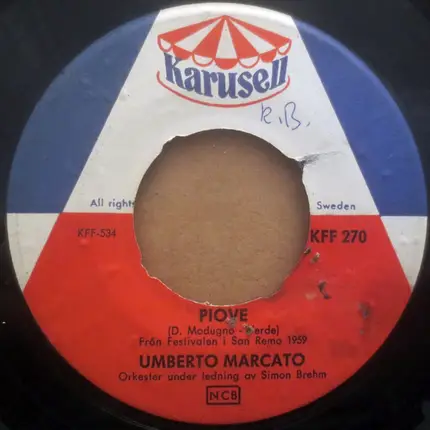 Karusell
K.B.
All rights
Sweden
KFF-534
KFF 270
PIOVE
(D. Modugno - Verde)
Från Festivalen i San Remo 1959
UMBERTO MARCATO
Orkester under ledning av Simon Brehm
NCB